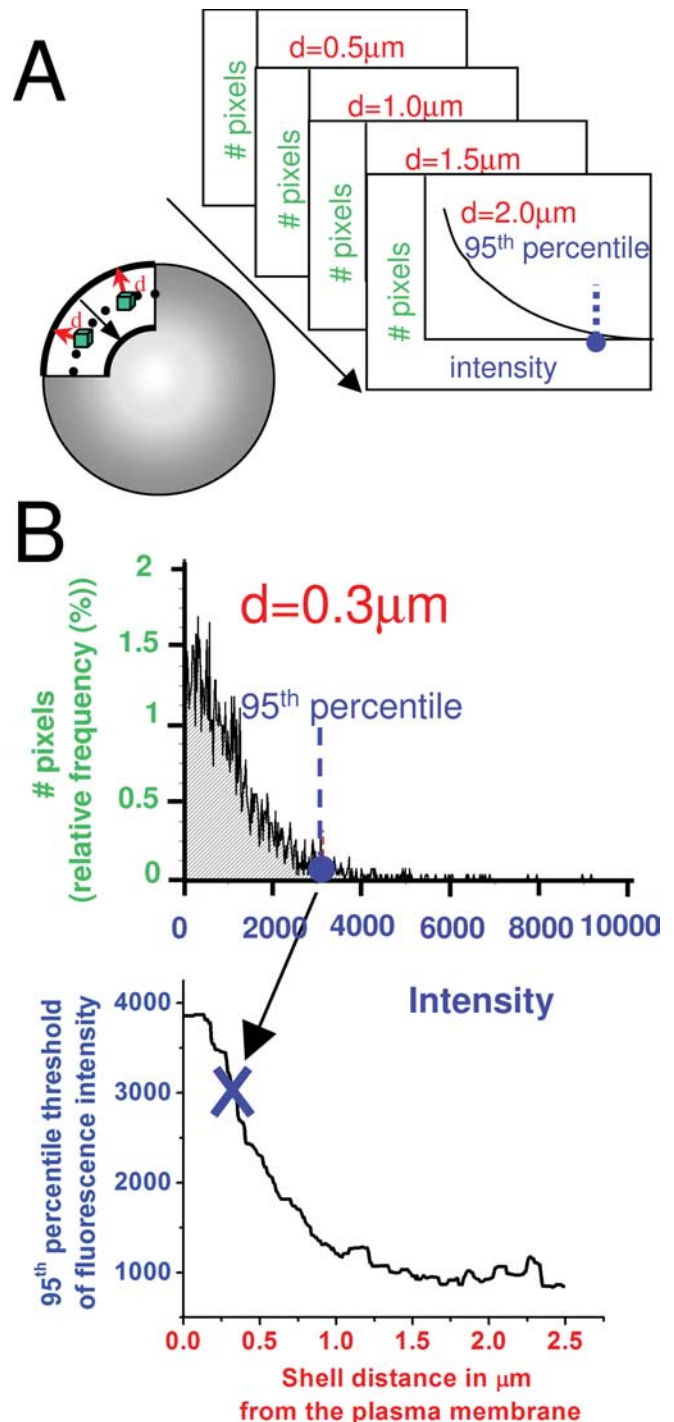 A
d=0.5μm
# pixels
d=1.0μm
# pixels
d=1.5μm
# pixels
d=2.0μm
95th percentile
# pixels
intensity
d
d
B
2
1.5
1
0.5
0
# pixels
(relative frequency (%))
d=0.3μm
95th percentile
0 2000 4000 6000 8000 10000
Intensity
4000
3000
2000
1000
95th percentile threshold
of fluorescence intensity
0.0 0.5 1.0 1.5 2.0 2.5
Shell distance in μm
from the plasma membrane